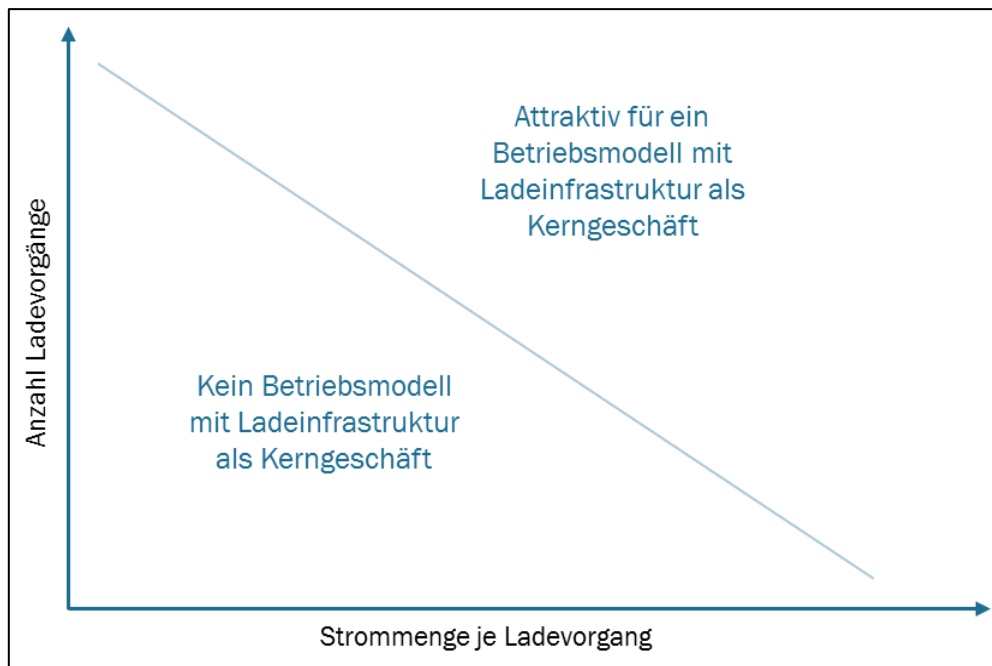 Attraktiv für ein
Betriebsmodell mit
Ladeinfrastruktur als
Kerngeschäft
Anzahl Ladevorgänge
Kein Betriebsmodell
mit Ladeinfrastruktur
als Kerngeschäft
Strommenge je Ladevorgang